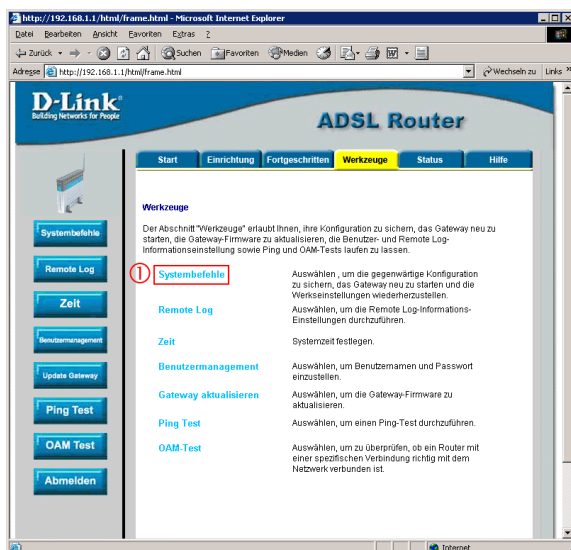 http://192.168.1.1/html/frame.html - Microsoft Internet Explorer
Datei Bearbeiten Ansicht Favoriten Extras ?
Zurück Suchen Favoriten Medien
Adresse http://192.168.1.1/html/frame.html Wechseln zu Links »
D-Link®
Building Networks for People
ADSL Router
Start Einrichtung Fortgeschritten Werkzeuge Status Hilfe
Systembefehle
Remote Log
Zeit
Benutzermanagement
Update Gateway
Ping Test
OAM Test
Abmelden
Werkzeuge
Der Abschnitt "Werkzeuge" erlaubt Ihnen, ihre Konfiguration zu sichern, das Gateway neu zu
starten, die Gateway-Firmware zu aktualisieren, die Benutzer- und Remote Log-
Informationseinstellung sowie Ping und OAM-Tests laufen zu lassen.
① Systembefehle Auswählen , um die gegenwärtige Konfiguration
zu sichern, das Gateway neu zu starten und die
Werkseinstellungen wiederherzustellen.
Remote Log Auswählen, um die Remote Log-Informations-
Einstellungen durchzuführen.
Zeit Systemzeit festlegen.
Benutzermanagement Auswählen, um Benutzernamen und Passwort
einzustellen.
Gateway aktualisieren Auswählen, um die Gateway-Firmware zu
aktualisieren.
Ping Test Auswählen, um einen Ping-Test durchzuführen.
OAM-Test Auswählen, um zu überprüfen, ob ein Router mit
einer spezifischen Verbindung richtig mit dem
Netzwerk verbunden ist.
Internet